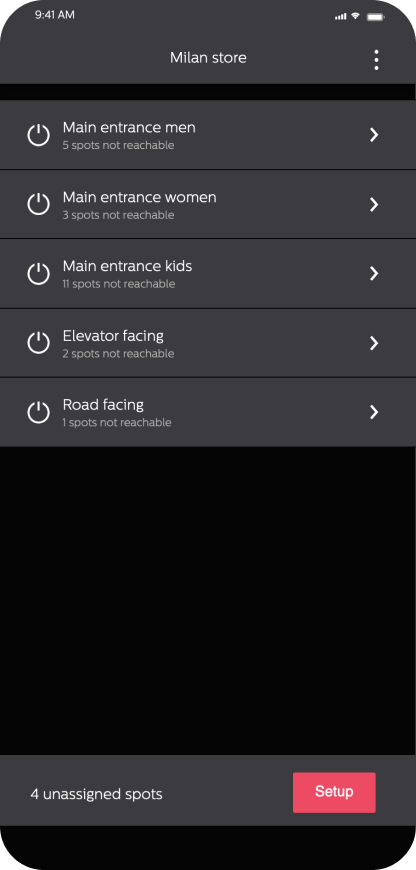 9:41 AM
Milan store
Main entrance men
5 spots not reachable
Main entrance women
3 spots not reachable
Main entrance kids
11 spots not reachable
Elevator facing
2 spots not reachable
Road facing
1 spots not reachable
4 unassigned spots
Setup